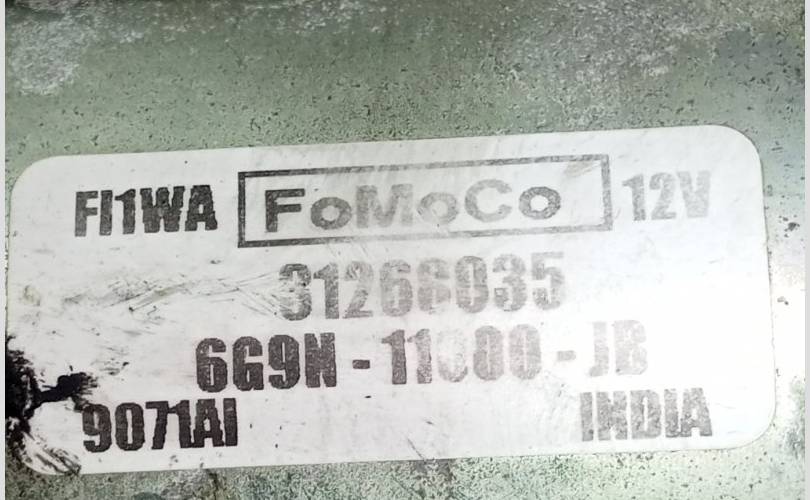 FI1WA FoMoCo 12V
31266035
6G9N - 11000 - JB
9071AI INDIA